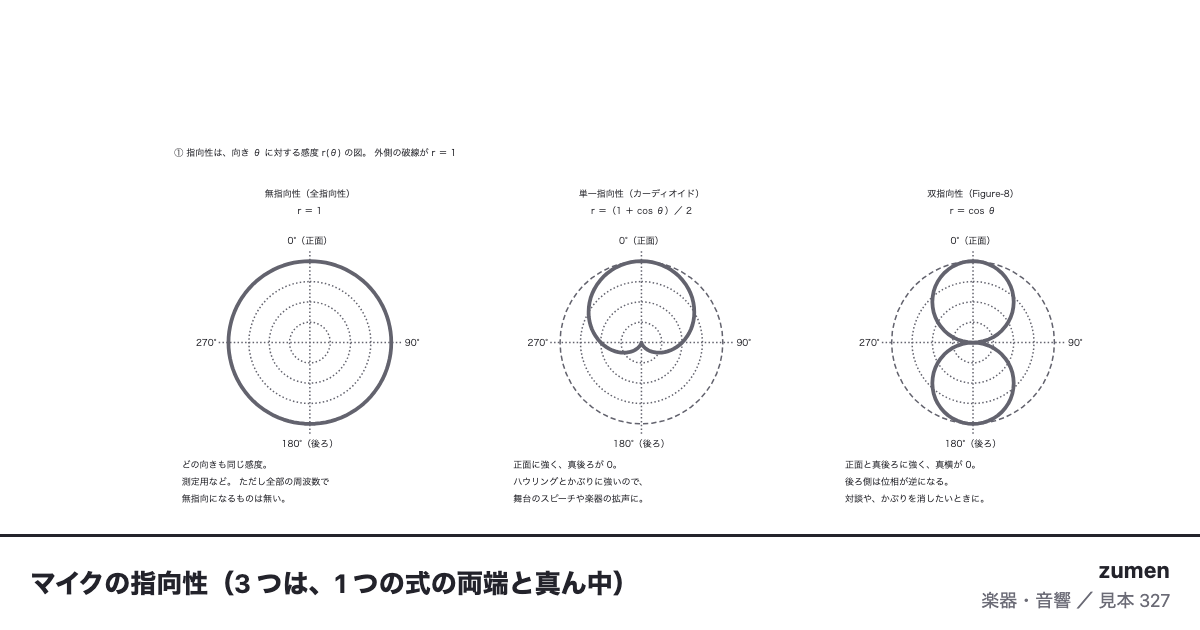 ① 指向性は、向き θ に対する感度 r(θ) の図。 外側の破線が r = 1
無指向性（全指向性）
r = 1
0°（正面）
270°
90°
180°（後ろ）
どの向きも同じ感度。
測定用など。 ただし全部の周波数で
無指向になるものは無い。
単一指向性（カーディオイド）
r =（1 + cos θ）／ 2
0°（正面）
270°
90°
180°（後ろ）
正面に強く、真後ろが 0。
ハウリングとかぶりに強いので、
舞台のスピーチや楽器の拡声に。
双指向性（Figure-8）
r = cos θ
0°（正面）
270°
90°
180°（後ろ）
正面と真後ろに強く、真横が 0。
後ろ側は位相が逆になる。
対談や、かぶりを消したいときに。
マイクの指向性（3 つは、1 つの式の両端と真ん中）
zumen
楽器・音響 ／ 見本 327